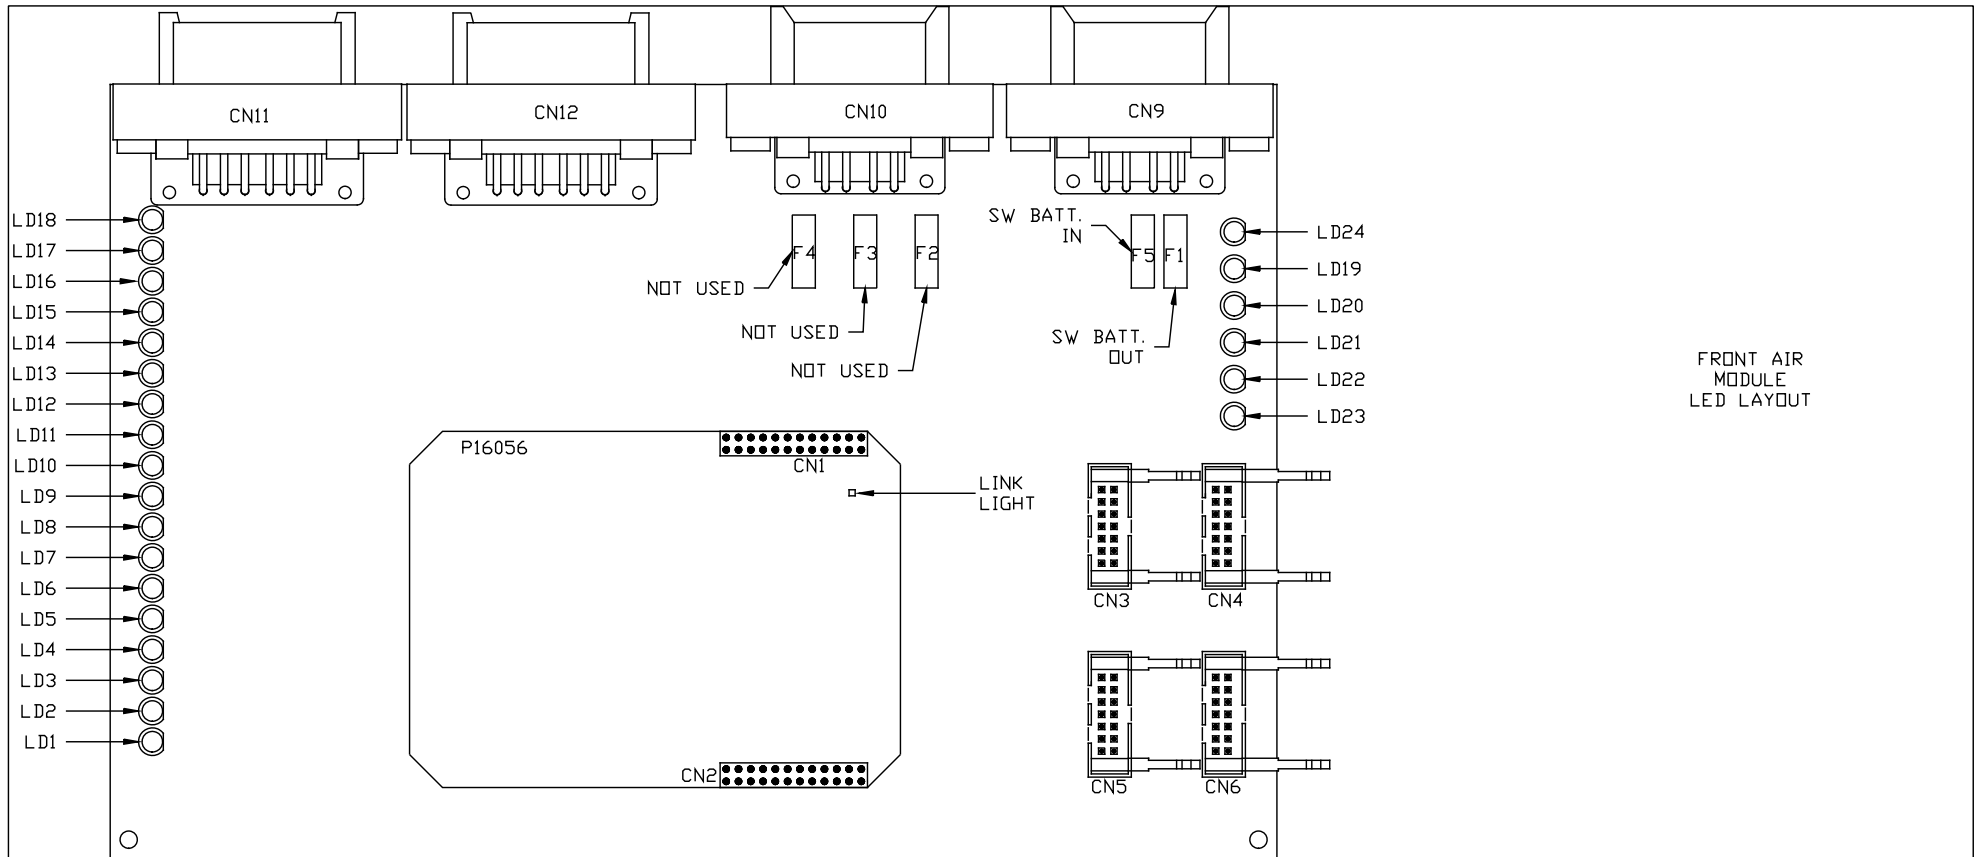 CN11
CN12
CN10
CN9
LD18
LD17
LD16
LD15
LD14
LD13
LD12
LD11
LD10
LD9
LD8
LD7
LD6
LD5
LD4
LD3
LD2
LD1
F4
F3
F2
NOT USED
NOT USED
NOT USED
SW BATT.
IN
F5
F1
SW BATT.
OUT
LD24
LD19
LD20
LD21
LD22
LD23
FRONT AIR
MODULE
LED LAYOUT
P16056
CN1
LINK
LIGHT
CN2
CN3
CN4
CN5
CN6